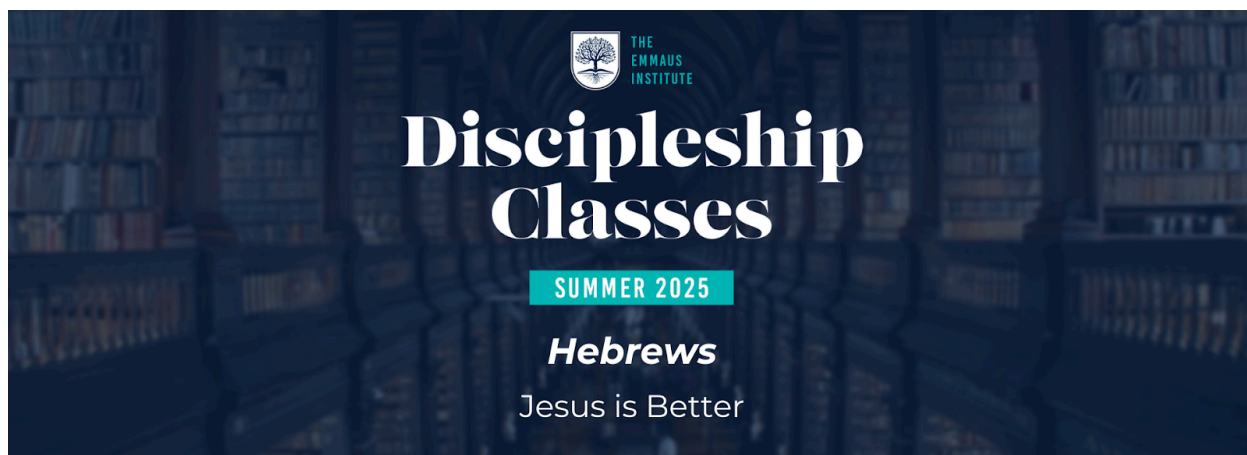 THE
EMMAUS
INSTITUTE
Discipleship
Classes
SUMMER 2025
Hebrews
Jesus is Better